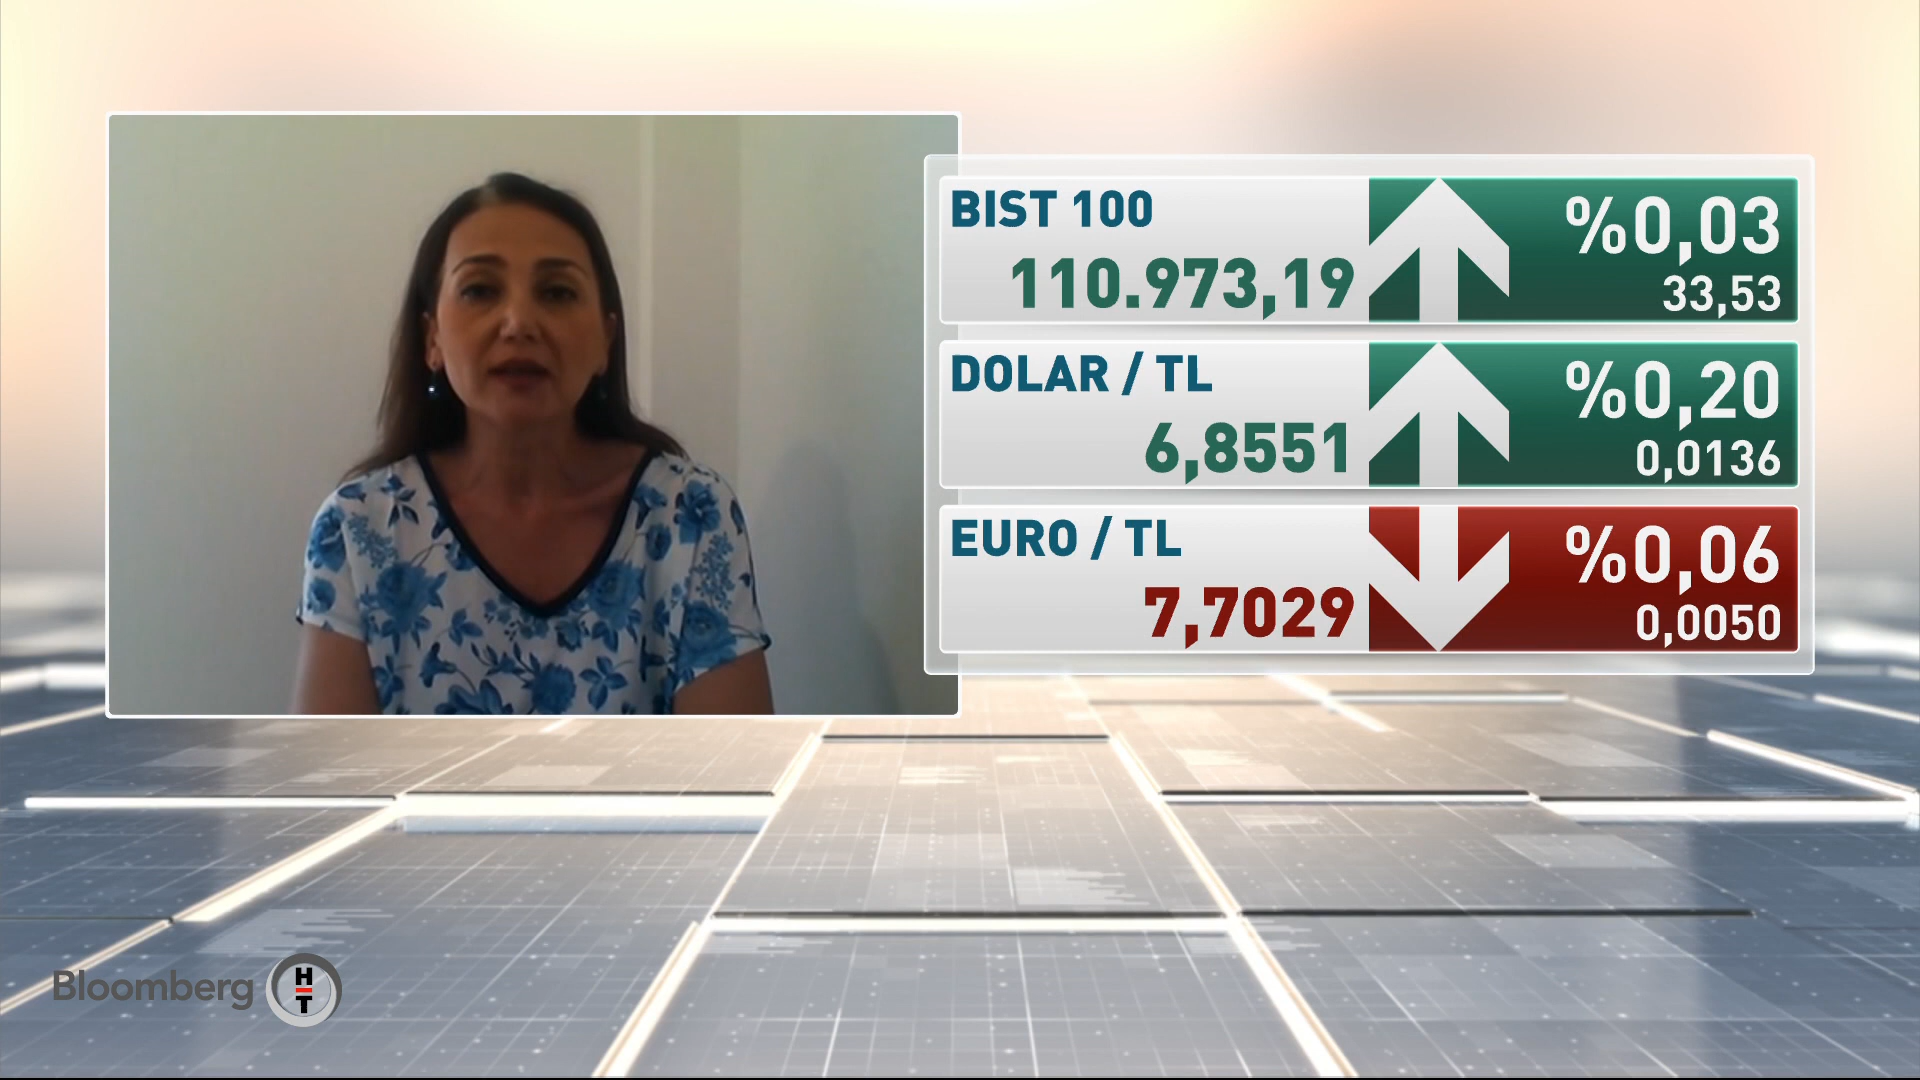 BIST 100
110.973,19
%0,03
33,53
DOLAR / TL
6,8551
%0,20
0,0136
EURO / TL
7,7029
%0,06
0,0050
Bloomberg HT